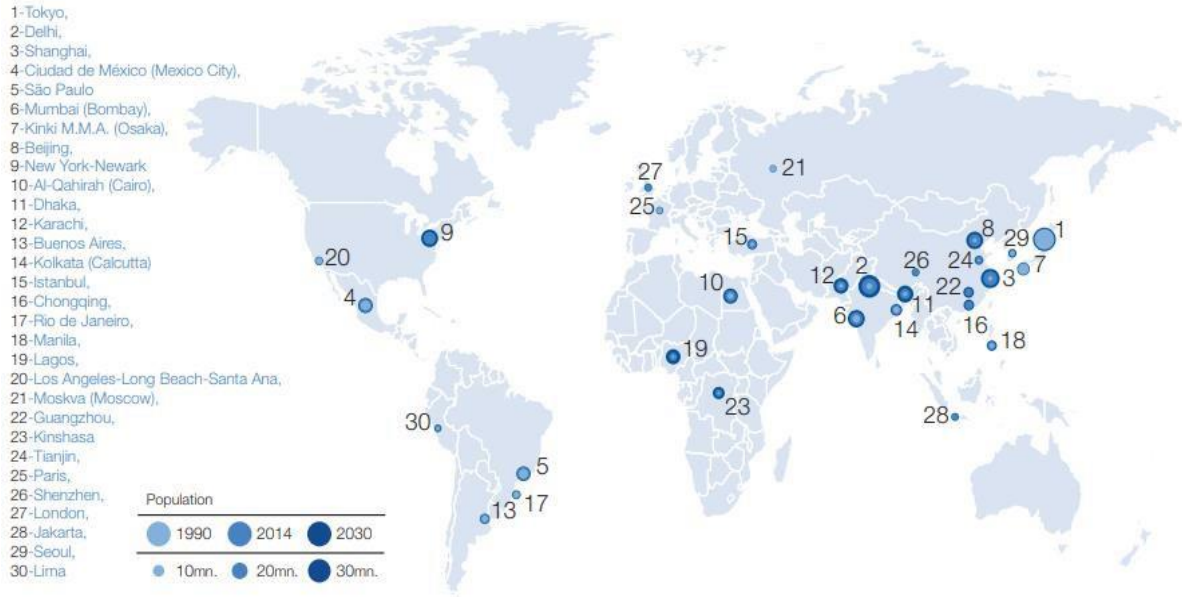 1-Tokyo,
2-Delhi,
3-Shanghai,
4-Ciudad de México (Mexico City),
5-São Paulo
6-Mumbai (Bombay),
7-Kinki M.M.A. (Osaka),
8-Beijing,
9-New York-Newark
10-Al-Qahirah (Cairo),
11-Dhaka,
12-Karachi,
13-Buenos Aires,
14-Kolkata (Calcutta)
15-Istanbul,
16-Chongqing,
17-Rio de Janeiro,
18-Manila,
19-Lagos,
20-Los Angeles-Long Beach-Santa Ana,
21-Moskva (Moscow),
22-Guangzhou,
23-Kinshasa
24-Tianjin,
25-Paris,
26-Shenzhen,
27-London,
28-Jakarta,
29-Seoul,
30-Lima
Population
1990 2014 2030
10mn. 20mn. 30mn.
21
27
25
9
15
8
29
1
20
24
7
26
2
12
10
22
3
4
11
6
14
16
19
18
23
30
28
5
13
17